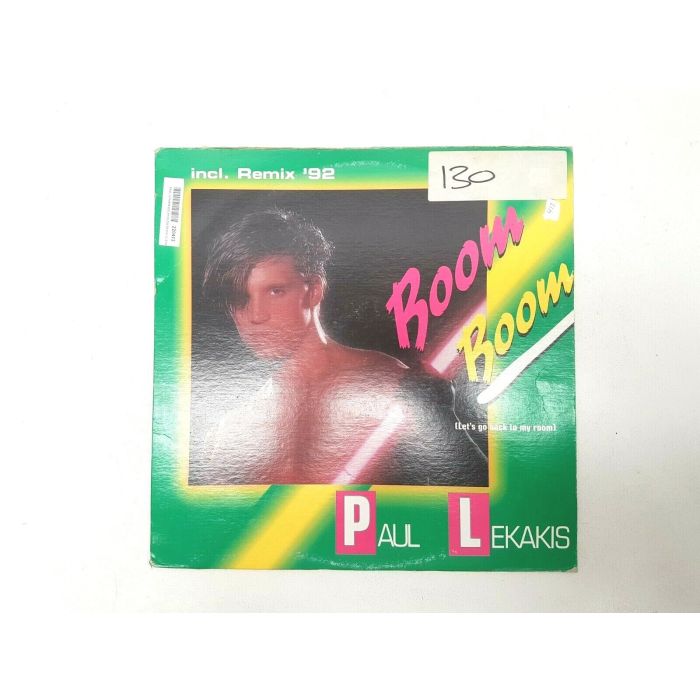 incl. Remix '92
130
Boom
Boom
(Let's go back to my room)
PAUL LEKAKIS